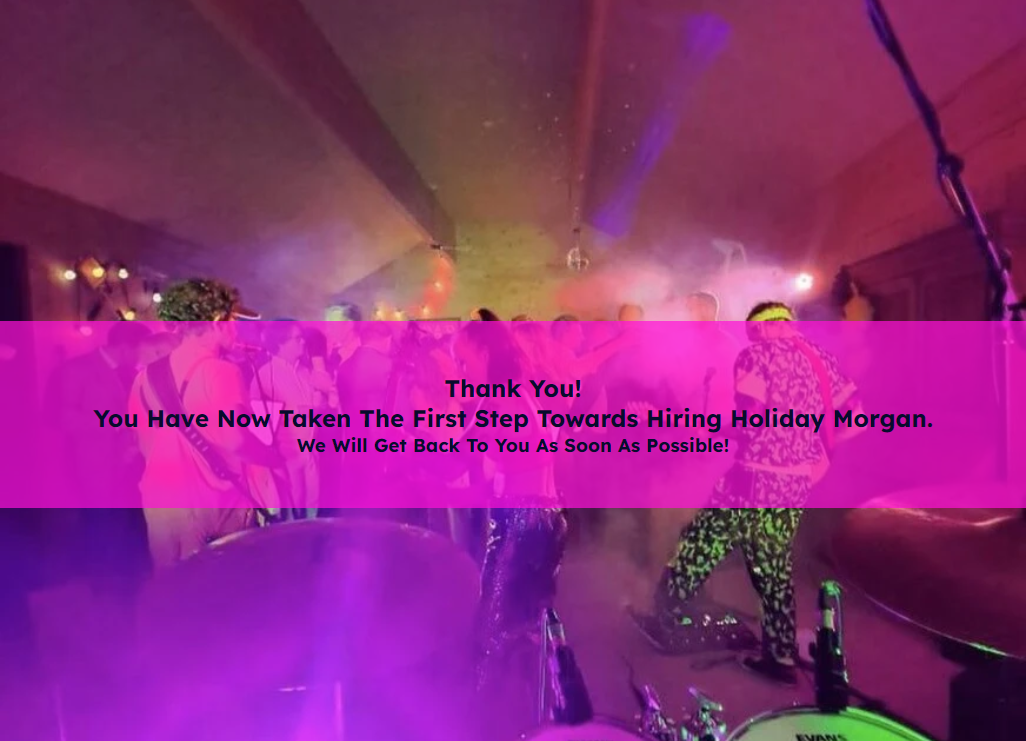 Thank You!
You Have Now Taken The First Step Towards Hiring Holiday Morgan.
We Will Get Back To You As Soon As Possible!
EVANS